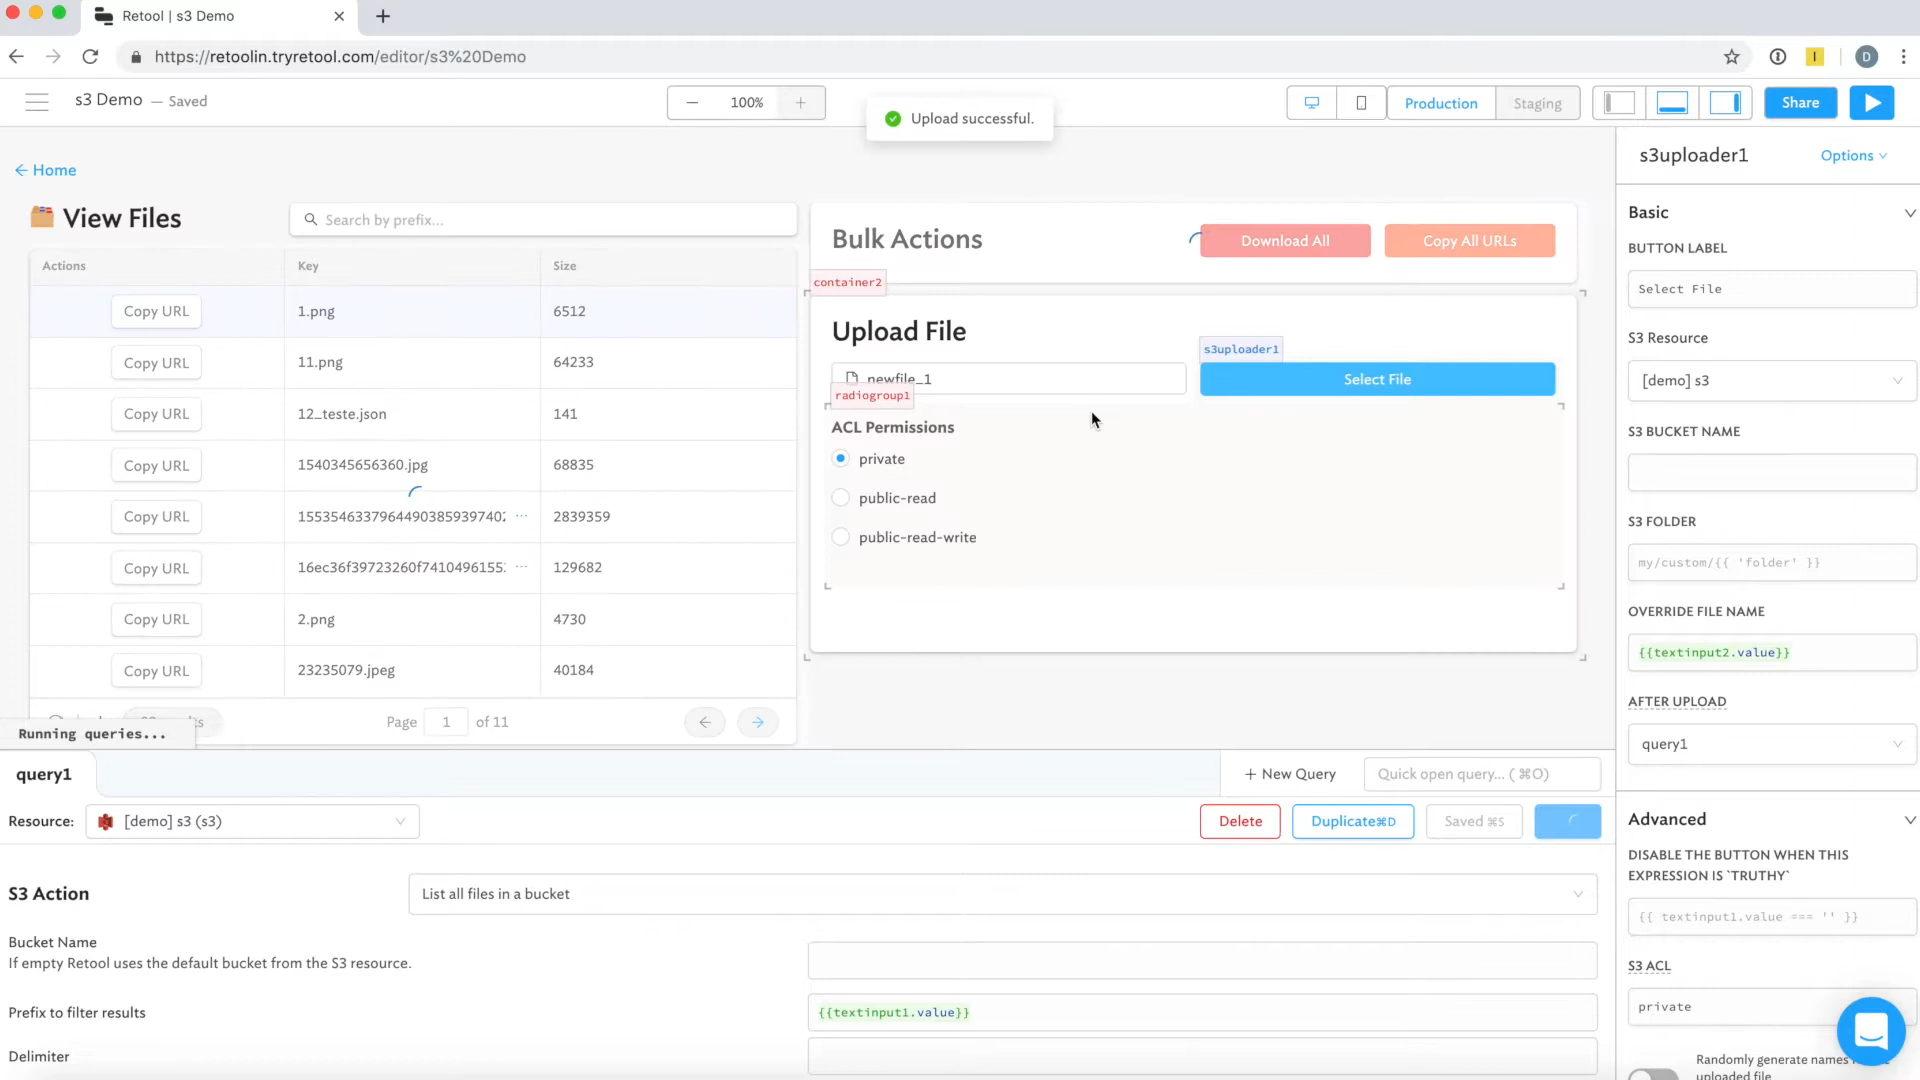 Retool | s3 Demo
https://retoolin.tryretool.com/editor/s3%20Demo
D
s3 Demo — Saved
100%
Upload successful.
Production
Staging
Share
Home
View Files
Search by prefix...
Actions
Key
Size
Copy URL
1.png
6512
Copy URL
11.png
64233
Copy URL
12_teste.json
141
Copy URL
1540345656360.jpg
68835
Copy URL
2839359
Copy URL
129682
Copy URL
2.png
4730
Copy URL
23235079.jpeg
40184
Page 1 of 11
Running queries...
Bulk Actions
Download All
Copy All URLs
container2
Upload File
s3uploader1
newfile_1
Select File
radiogroup1
ACL Permissions
private
public-read
public-read-write
s3uploader1
Options
Basic
BUTTON LABEL
Select File
S3 Resource
[demo] s3
S3 BUCKET NAME
S3 FOLDER
my/custom/{{ 'folder' }}
OVERRIDE FILE NAME
{{textinput2.value}}
AFTER UPLOAD
query1
Advanced
DISABLE THE BUTTON WHEN THIS
EXPRESSION IS `TRUTHY`
{{ textinput1.value === '' }}
S3 ACL
private
Randomly generate names
uploaded file
query1
+ New Query
Quick open query... ( ⌘O)
Resource:
[demo] s3 (s3)
Delete
Duplicate⌘D
Saved ⌘S
S3 Action
List all files in a bucket
Bucket Name
If empty Retool uses the default bucket from the S3 resource.
Prefix to filter results
{{textinput1.value}}
Delimiter